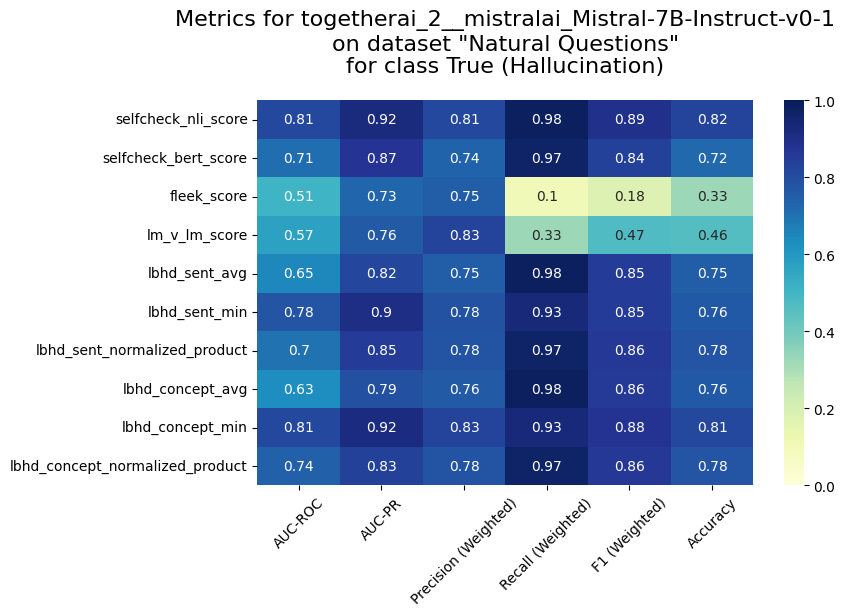 Metrics for togetherai_2__mistralai_Mistral-7B-Instruct-v0-1
on dataset "Natural Questions"
for class True (Hallucination)
selfcheck_nli_score 0.81 0.92 0.81 0.98 0.89 0.82
selfcheck_bert_score 0.71 0.87 0.74 0.97 0.84 0.72
fleek_score 0.51 0.73 0.75 0.1 0.18 0.33
lm_v_lm_score 0.57 0.76 0.83 0.33 0.47 0.46
lbhd_sent_avg 0.65 0.82 0.75 0.98 0.85 0.75
lbhd_sent_min 0.78 0.9 0.78 0.93 0.85 0.76
lbhd_sent_normalized_product 0.7 0.85 0.78 0.97 0.86 0.78
lbhd_concept_avg 0.63 0.79 0.76 0.98 0.86 0.76
lbhd_concept_min 0.81 0.92 0.83 0.93 0.88 0.81
lbhd_concept_normalized_product 0.74 0.83 0.78 0.97 0.86 0.78
AUC-ROC
AUC-PR
Precision (Weighted)
Recall (Weighted)
F1 (Weighted)
Accuracy
1.0
0.8
0.6
0.4
0.2
0.0